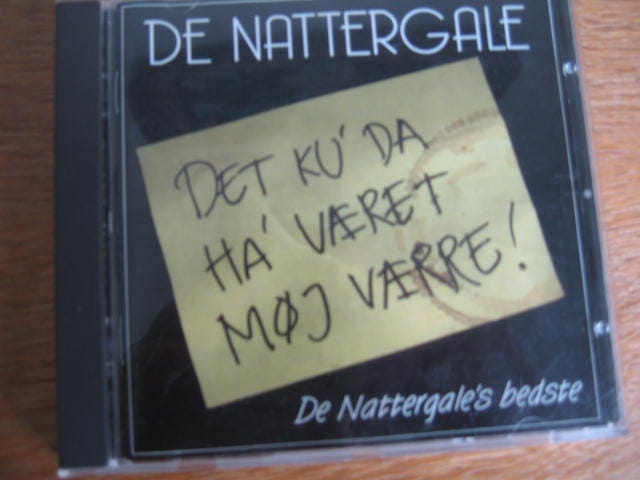 DE NATTERGALE
DET KU' DA
HA' VÆRET
MØJ VÆRRE!
De Nattergale's bedste